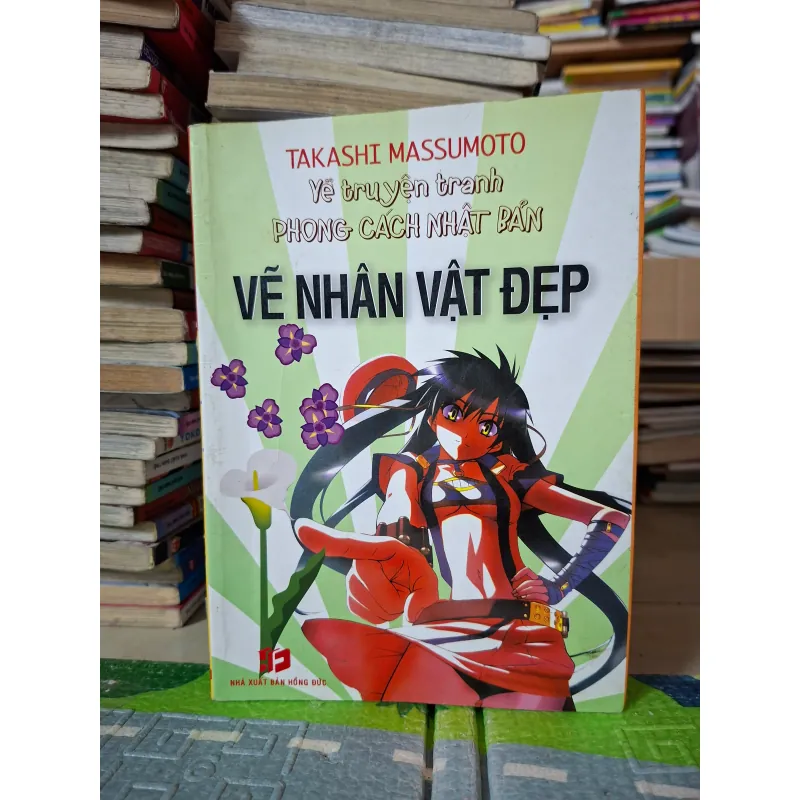 TAKASHI MASSUMOTO
Vẽ truyện tranh
PHONG CÁCH NHẬT BẢN
VẼ NHÂN VẬT ĐẸP
NHÀ XUẤT BẢN HỒNG ĐỨC